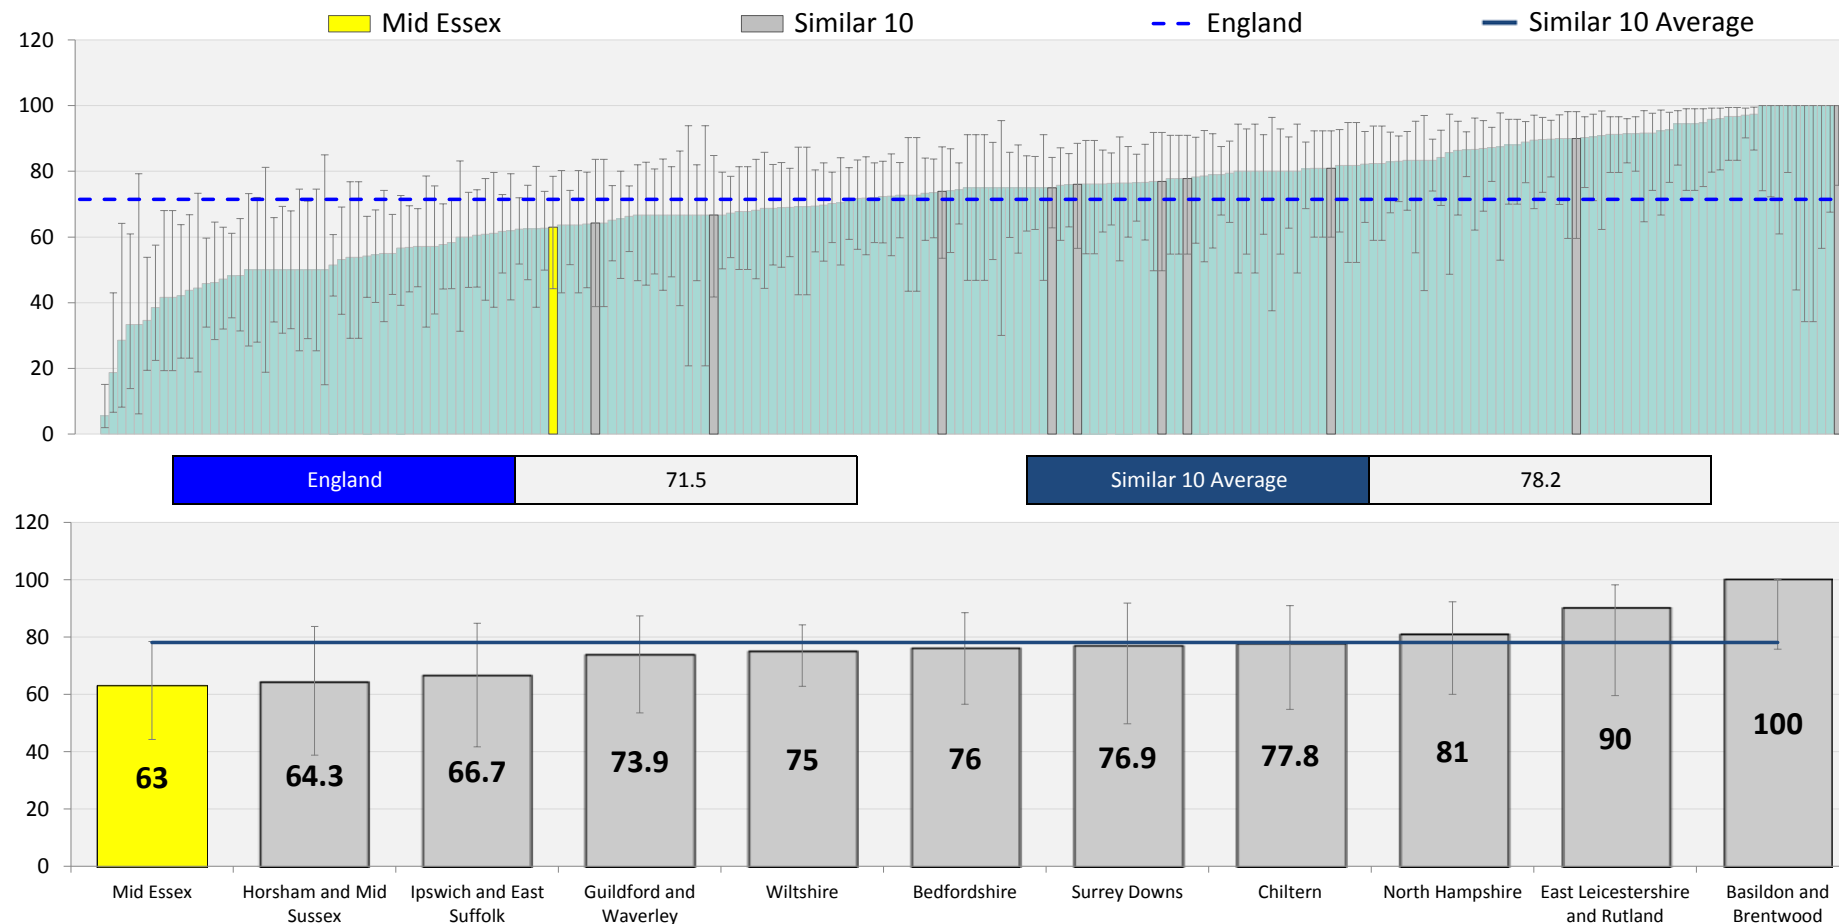 Mid Essex Similar 10 England Similar 10 Average
120
100
80
60
40
20
0
England 71.5 Similar 10 Average 78.2
120
100
80
60
40
20
0
63 64.3 66.7 73.9 75 76 76.9 77.8 81 90 100
Mid Essex Horsham and Mid Ipswich and East Guildford and Wiltshire Bedfordshire Surrey Downs Chiltern North Hampshire East Leicestershire Basildon and
Sussex Suffolk Waverley and Rutland Brentwood